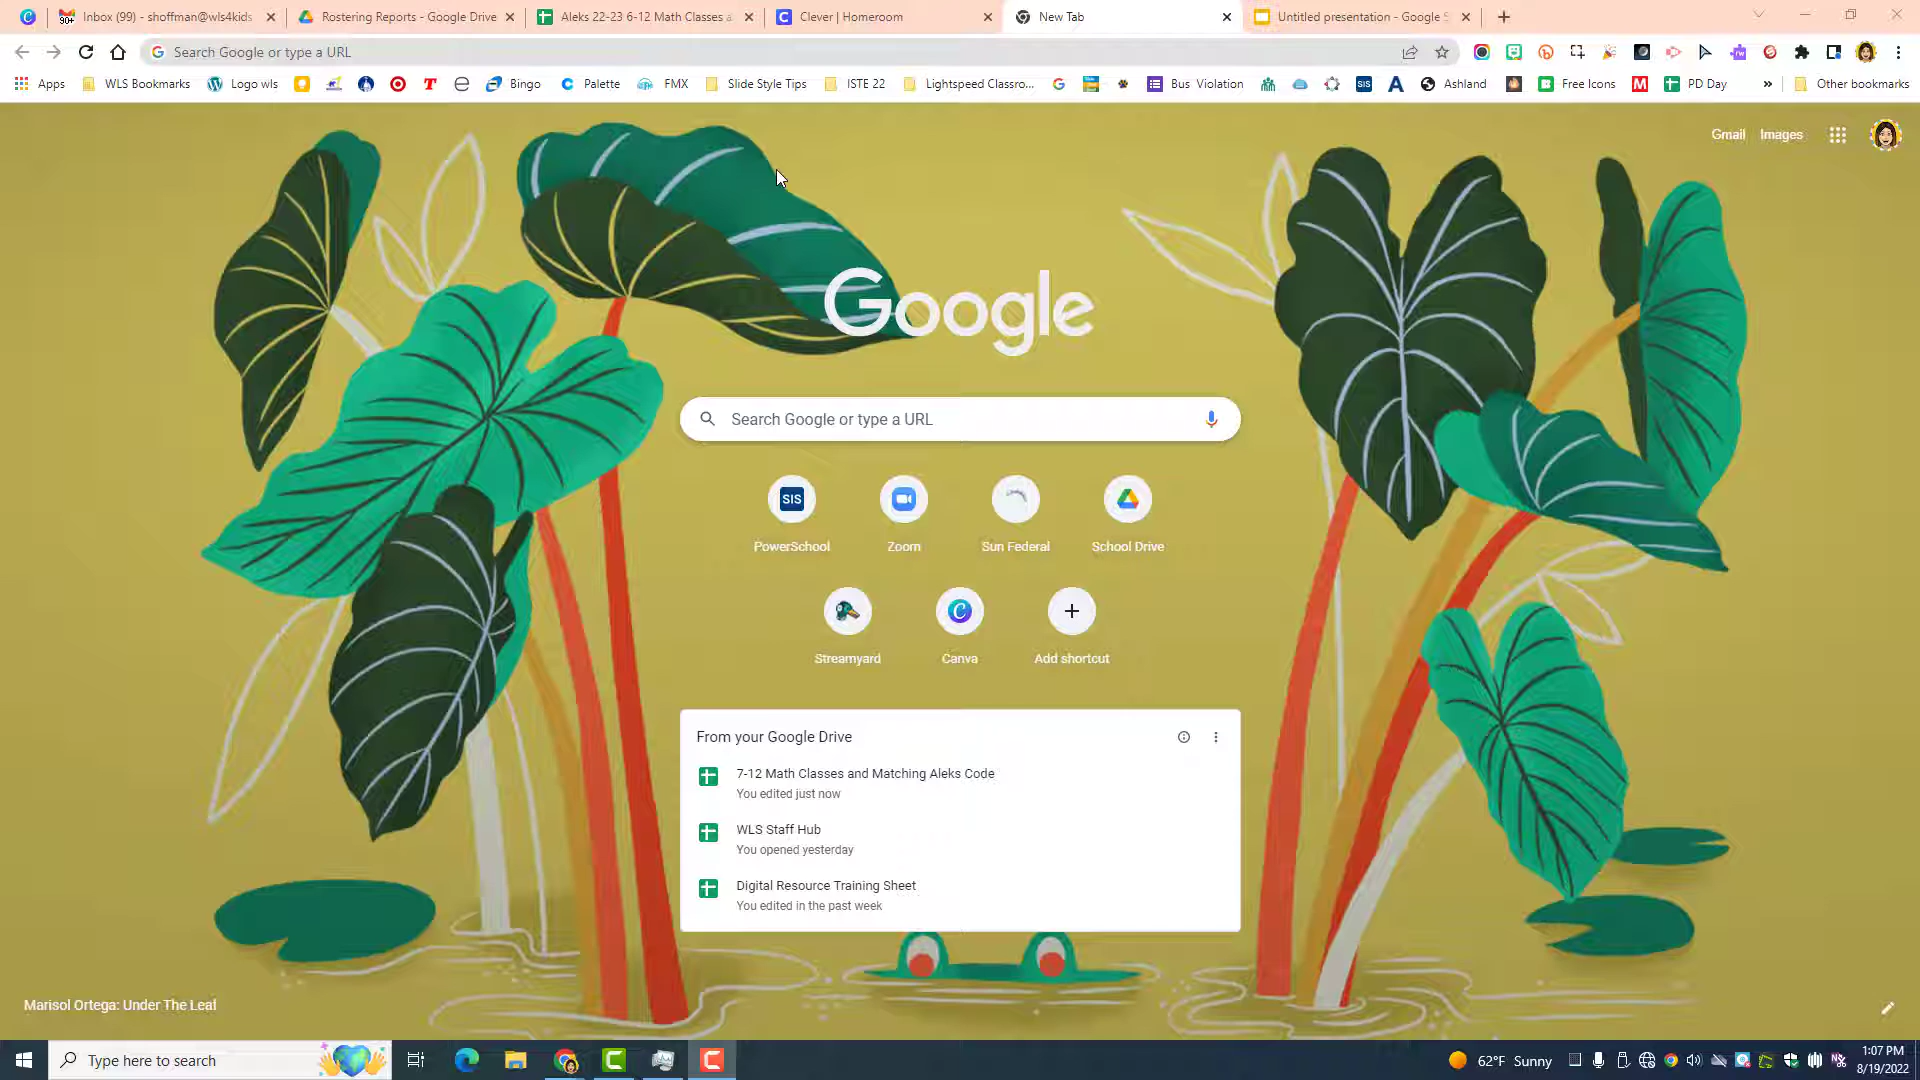 Inbox (99) - shoffman@wls4kids
Rostering Reports - Google Drive
Aleks 22-23 6-12 Math Classes a
Clever | Homeroom
New Tab
Untitled presentation - Google S
Search Google or type a URL
Apps
WLS Bookmarks
Logo wls
Bingo
Palette
FMX
Slide Style Tips
ISTE 22
Lightspeed Classro...
Bus Violation
SIS
Ashland
Free Icons
PD Day
Other bookmarks
Gmail
Images
Google
Search Google or type a URL
SIS
PowerSchool
Zoom
Sun Federal
School Drive
Streamyard
Canva
Add shortcut
From your Google Drive
7-12 Math Classes and Matching Aleks Code
You edited just now
WLS Staff Hub
You opened yesterday
Digital Resource Training Sheet
You edited in the past week
Marisol Ortega: Under The Leaf
Type here to search
62°F Sunny
1:07 PM
8/19/2022